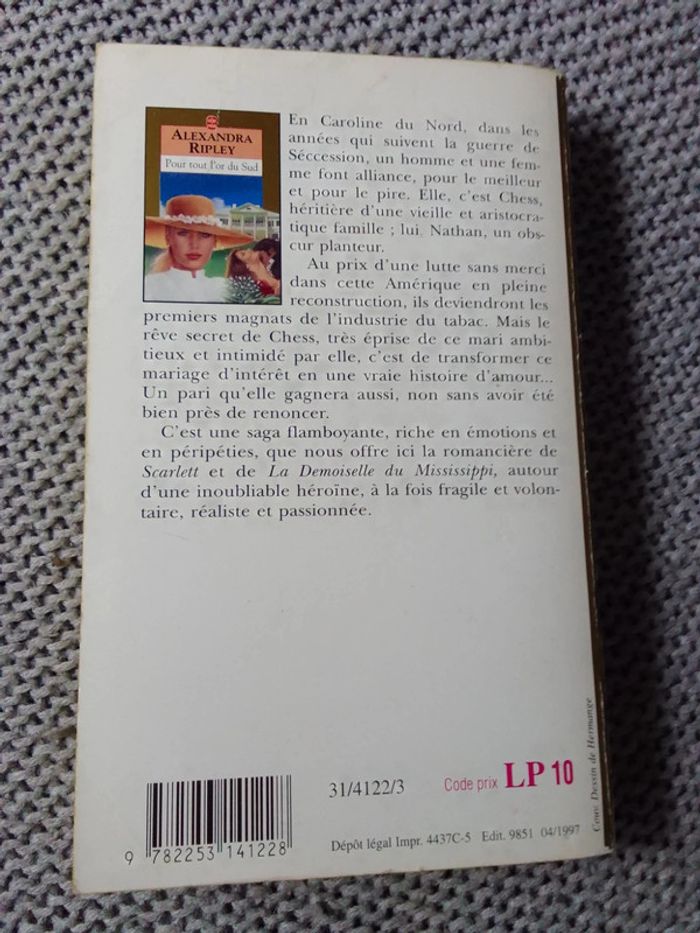 ALEXANDRA
RIPLEY
Pour tout l'or du Sud
En Caroline du Nord, dans les
années qui suivent la guerre de
Séccession, un homme et une fem-
me font alliance, pour le meilleur
et pour le pire. Elle, c'est Chess,
héritière d'une vieille et aristocra-
tique famille ; lui, Nathan, un obs-
cur planteur.
Au prix d'une lutte sans merci
dans cette Amérique en pleine
reconstruction, ils deviendront les
premiers magnats de l'industrie du tabac. Mais le
rêve secret de Chess, très éprise de ce mari ambi-
tieux et intimidé par elle, c'est de transformer ce
mariage d'intérêt en une vraie histoire d'amour...
Un pari qu'elle gagnera aussi, non sans avoir été
bien près de renoncer.
C'est une saga flamboyante, riche en émotions et
en péripéties, que nous offre ici la romancière de
Scarlett et de La Demoiselle du Mississippi, autour
d'une inoubliable héroïne, à la fois fragile et volon-
taire, réaliste et passionnée.
Couv. Dessin de Hermange
31/4122/3
Code prix LP 10
9 782253 141228
Dépôt légal Impr. 4437C-5 Edit. 9851 04/1997